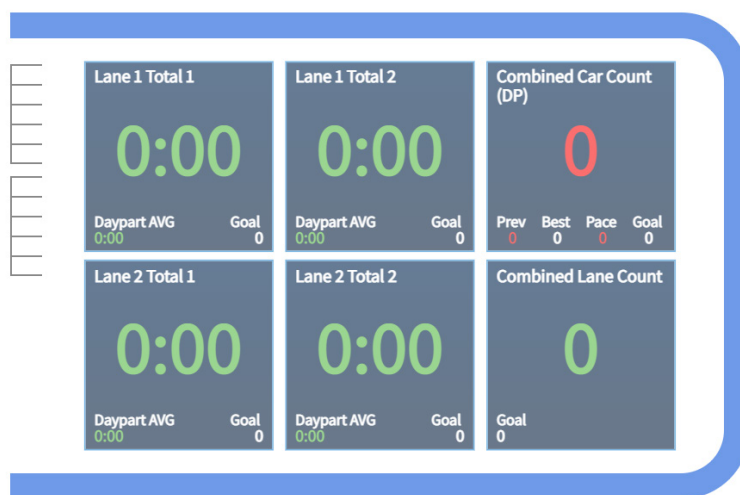 Lane 1 Total 1
0:00
Daypart AVG Goal
0:00 0
Lane 1 Total 2
0:00
Daypart AVG Goal
0:00 0
Combined Car Count
(DP)
0
Prev Best Pace Goal
0 0 0 0
Lane 2 Total 1
0:00
Daypart AVG Goal
0:00 0
Lane 2 Total 2
0:00
Daypart AVG Goal
0:00 0
Combined Lane Count
0
Goal
0